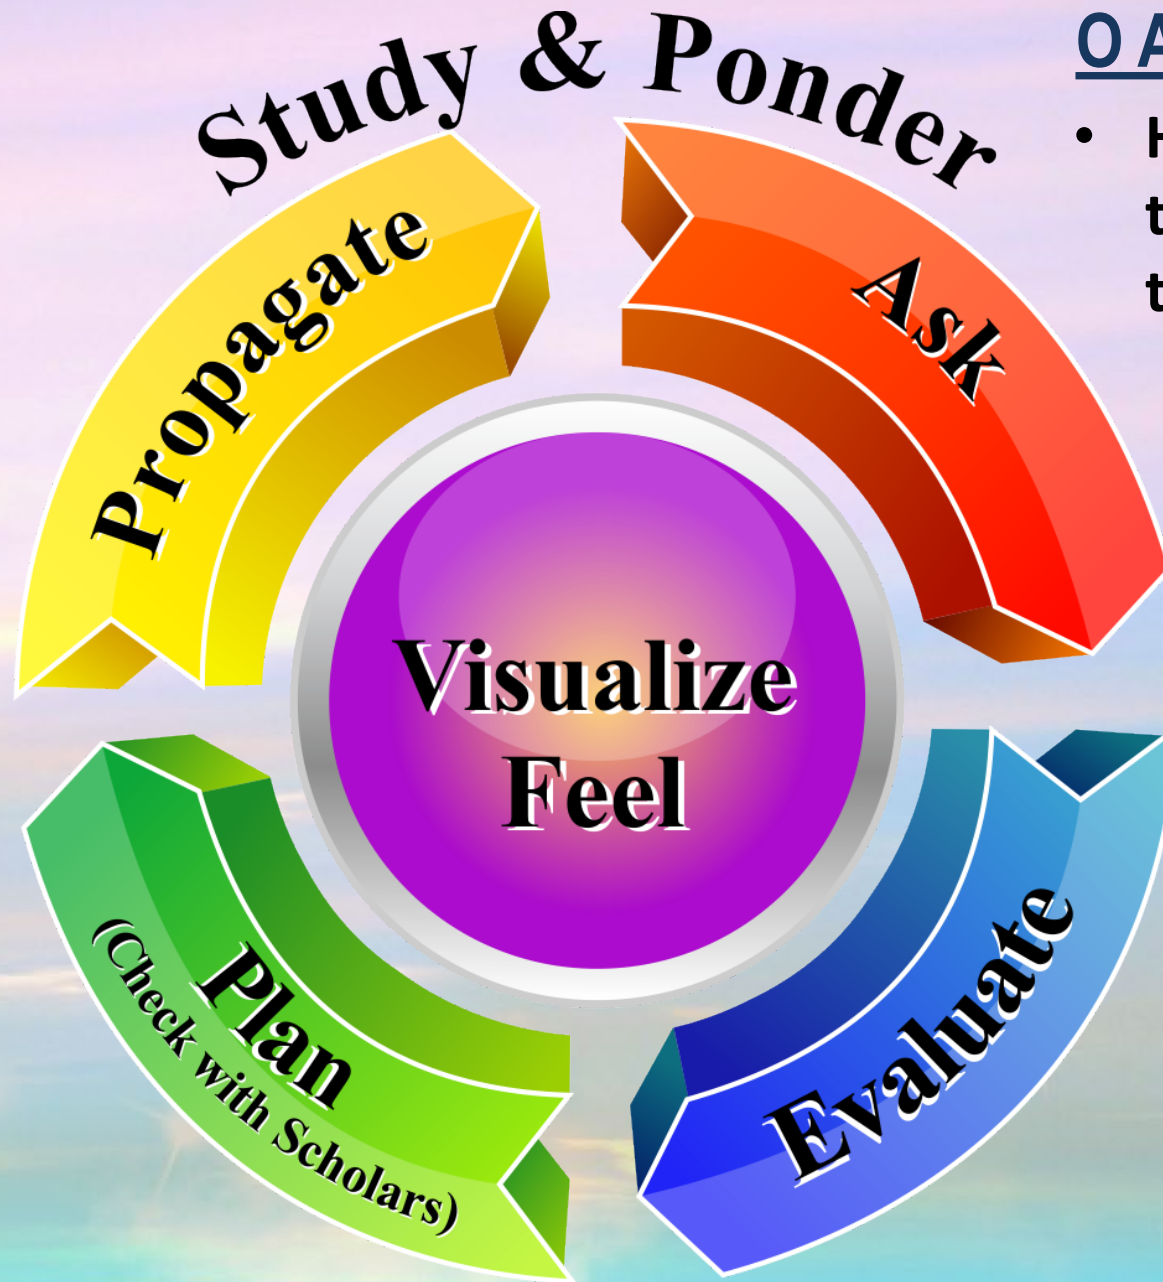 Study & Ponder
Ask
Evaluate
Plan
(Check with Scholars)
Propagate
Visualize
Feel